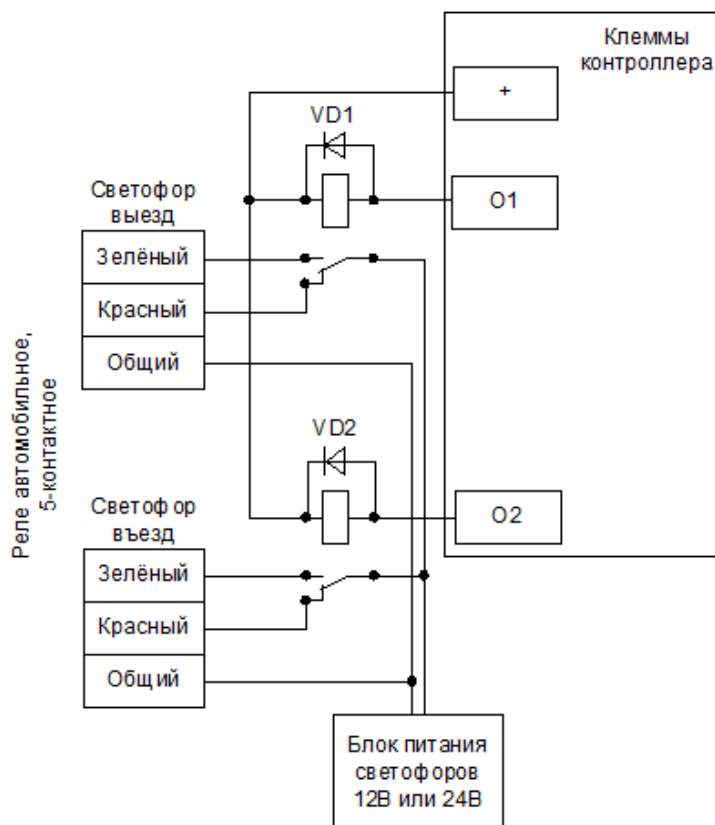 Клеммы
контроллера
+
VD1
O1
Светофор
выезд
Зелёный
Красный
Общий
Реле автомобильное,
5-контактное
VD2
O2
Светофор
въезд
Зелёный
Красный
Общий
Блок питания
светофоров
12В или 24В